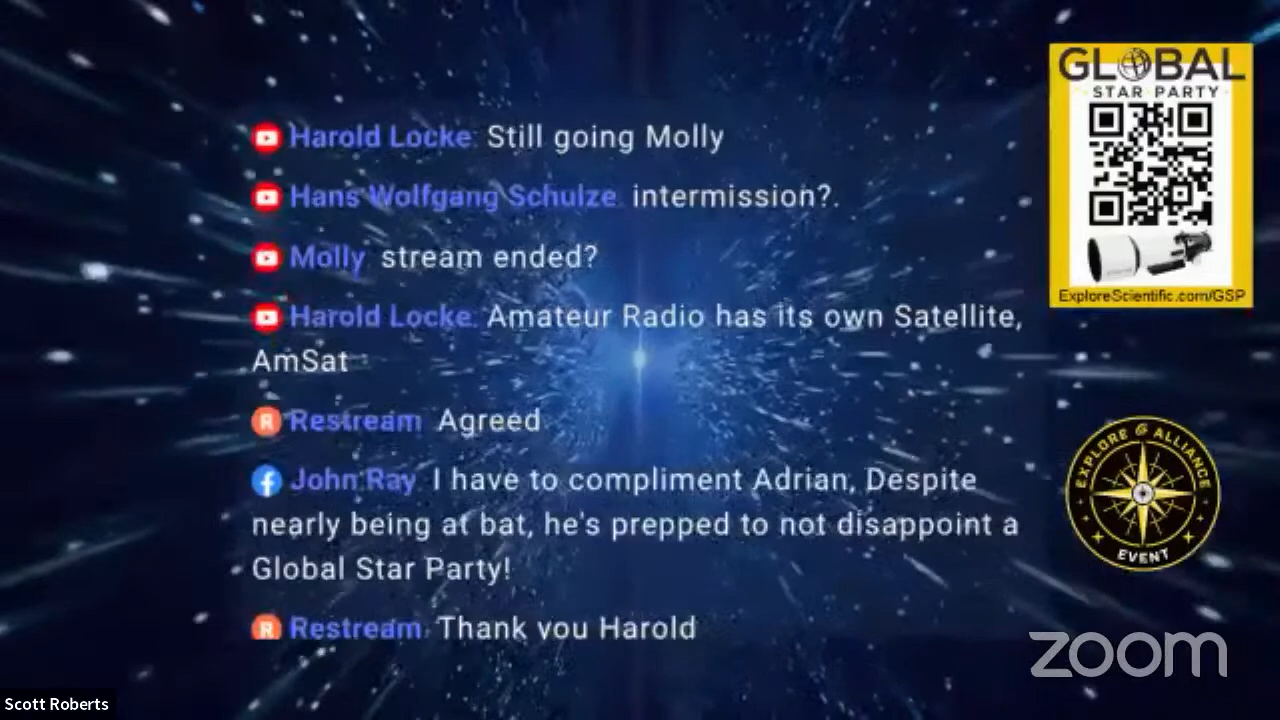 Harold Locke: Still going Molly
Hans Wolfgang Schulze: intermission?.
Molly: stream ended?
Harold Locke: Amateur Radio has its own Satellite,
AmSat
Restream: Agreed
John Ray: I have to compliment Adrian, Despite
nearly being at bat, he's prepped to not disappoint a
Global Star Party!
Restream: Thank you Harold
GLOBAL
STAR PARTY
ExploreScientific.com/GSP
EXPLORE ALLIANCE
EVENT
zoom
Scott Roberts